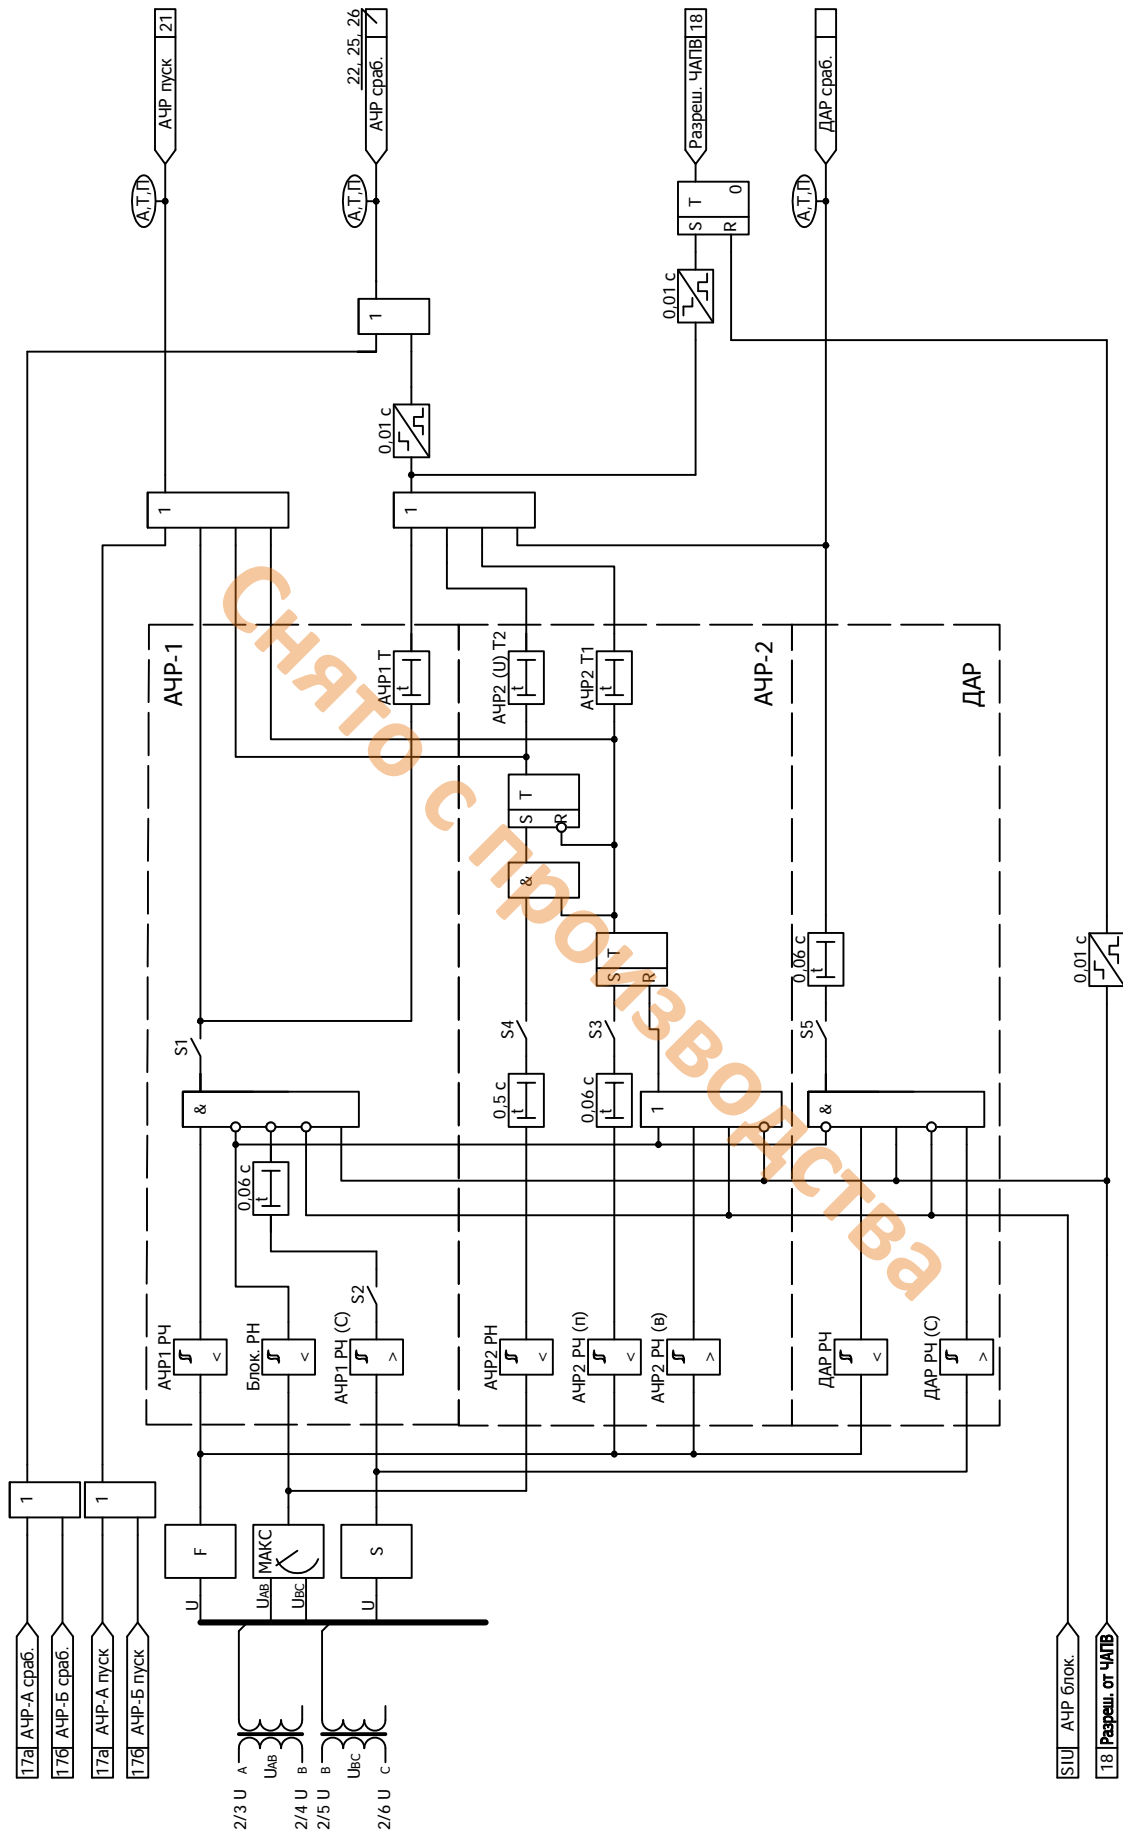 АЧР пуск 21
22, 25, 26
АЧР сраб.
Разреш. ЧАПВ 18
ДАР сраб.
А,Т,П
А,Т,П
А,Т,П
S T 0
R
0,01 с
1
0,01 с
1
1
АЧР-1
АЧР-2
ДАР
АЧР1 Т
t
АЧР2 (U) Т2
t
АЧР2 Т1
t
S T
R
&
S T
R
0,06 с
t
0,01 с
S1
S4
S3
S5
&
0,5 с
t
0,06 с
t
1
&
0,06 с
t
S2
АЧР1 РЧ
<
Блок. РН
<
АЧР1 РЧ (С)
>
АЧР2 РН
<
АЧР2 РЧ (п)
<
АЧР2 РЧ (в)
>
ДАР РЧ
<
ДАР РЧ (С)
>
1
1
F
МАКС
S
U
UAB
UBC
U
17а АЧР-А сраб.
17б АЧР-Б сраб.
17а АЧР-А пуск
17б АЧР-Б пуск
SIU АЧР блок.
18 Разреш. от ЧАПВ
2/3 U A
UAB
2/4 U B
2/5 U B
UBC
2/6 U C
Снято с производства